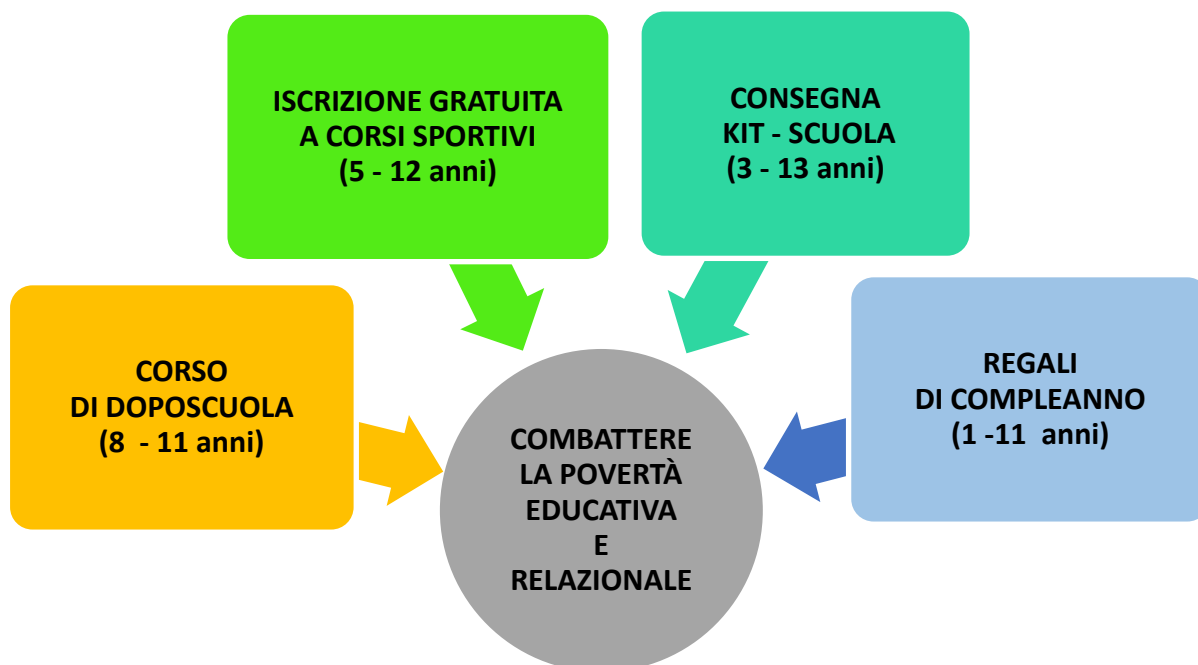 ISCRIZIONE GRATUITA
A CORSI SPORTIVI
(5 - 12 anni)
CONSEGNA
KIT - SCUOLA
(3 - 13 anni)
CORSO
DI DOPOSCUOLA
(8 - 11 anni)
REGALI
DI COMPLEANNO
(1 -11 anni)
COMBATTERE
LA POVERTÀ
EDUCATIVA
E
RELAZIONALE